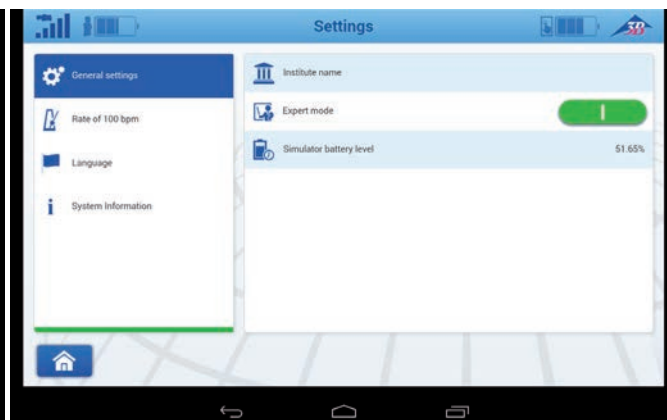 Settings
3B
General settings
Rate of 100 bpm
Language
System Information
Institute name
Expert mode
Simulator battery level 51.65%